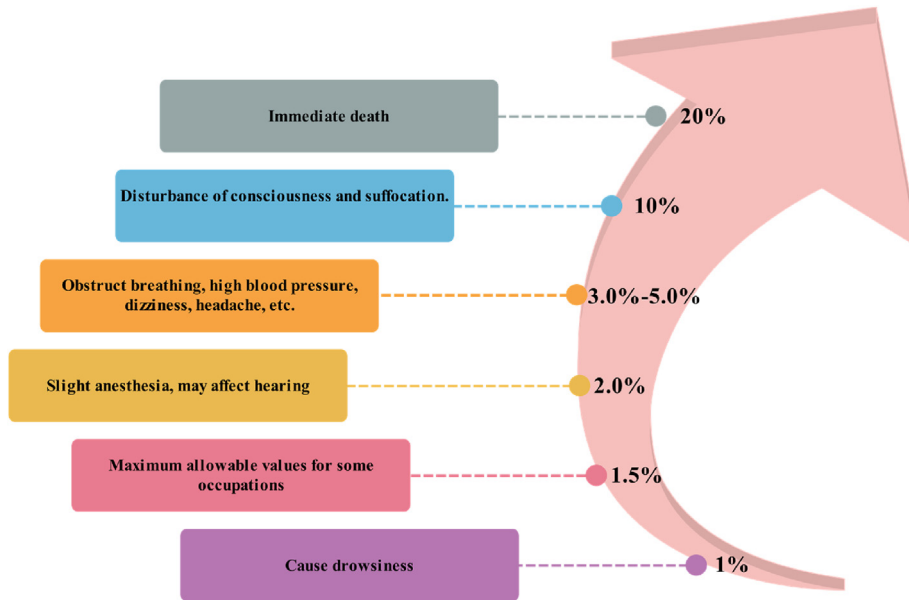 Immediate death
20%
Disturbance of consciousness and suffocation.
10%
Obstruct breathing, high blood pressure,
dizziness, headache, etc.
3.0%-5.0%
Slight anesthesia, may affect hearing
2.0%
Maximum allowable values for some
occupations
1.5%
Cause drowsiness
1%